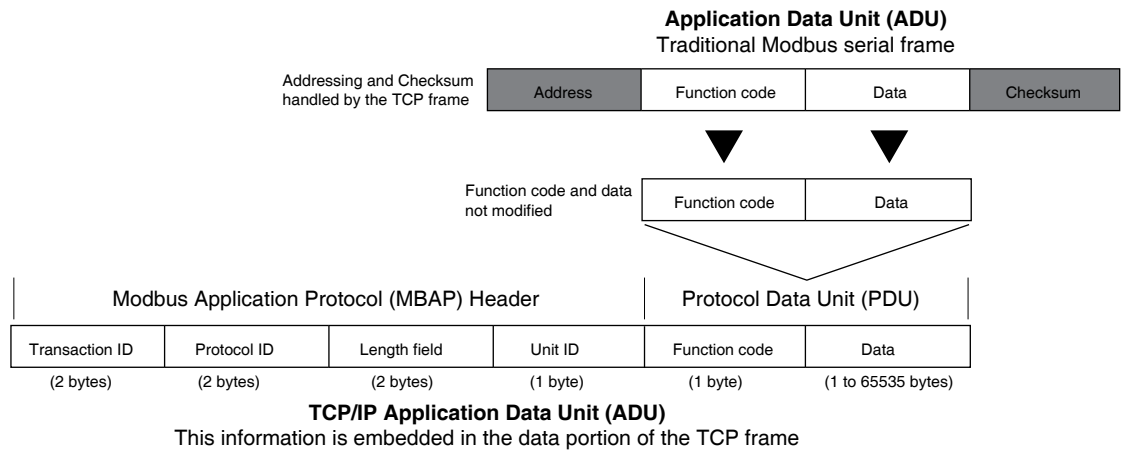 Application Data Unit (ADU)
Traditional Modbus serial frame
Addressing and Checksum
handled by the TCP frame
Address
Function code
Data
Checksum
Function code and data
not modified
Function code
Data
Modbus Application Protocol (MBAP) Header
Protocol Data Unit (PDU)
Transaction ID
Protocol ID
Length field
Unit ID
Function code
Data
(2 bytes)
(2 bytes)
(2 bytes)
(1 byte)
(1 byte)
(1 to 65535 bytes)
TCP/IP Application Data Unit (ADU)
This information is embedded in the data portion of the TCP frame